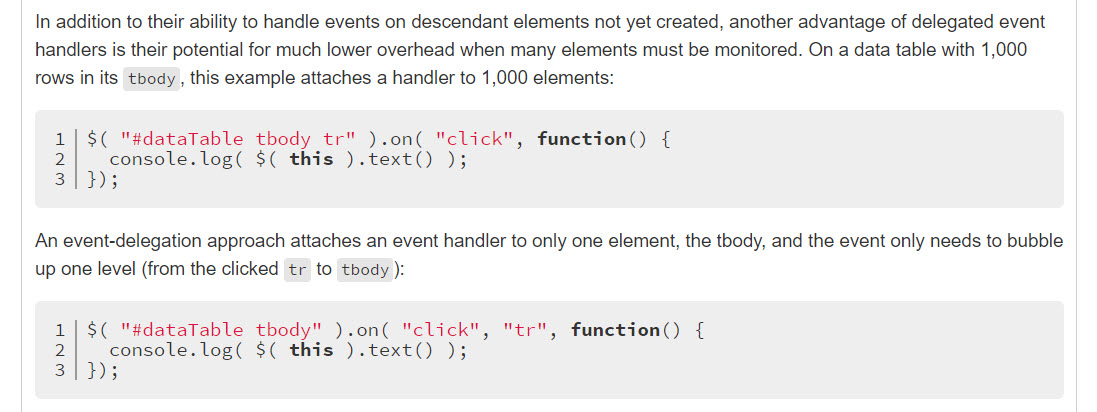 In addition to their ability to handle events on descendant elements not yet created, another advantage of delegated event
handlers is their potential for much lower overhead when many elements must be monitored. On a data table with 1,000
rows in its tbody, this example attaches a handler to 1,000 elements:
1 $( "#dataTable tbody tr" ).on( "click", function() {
2   console.log( $( this ).text() );
3 });
An event-delegation approach attaches an event handler to only one element, the tbody, and the event only needs to bubble
up one level (from the clicked tr to tbody):
1 $( "#dataTable tbody" ).on( "click", "tr", function() {
2   console.log( $( this ).text() );
3 });